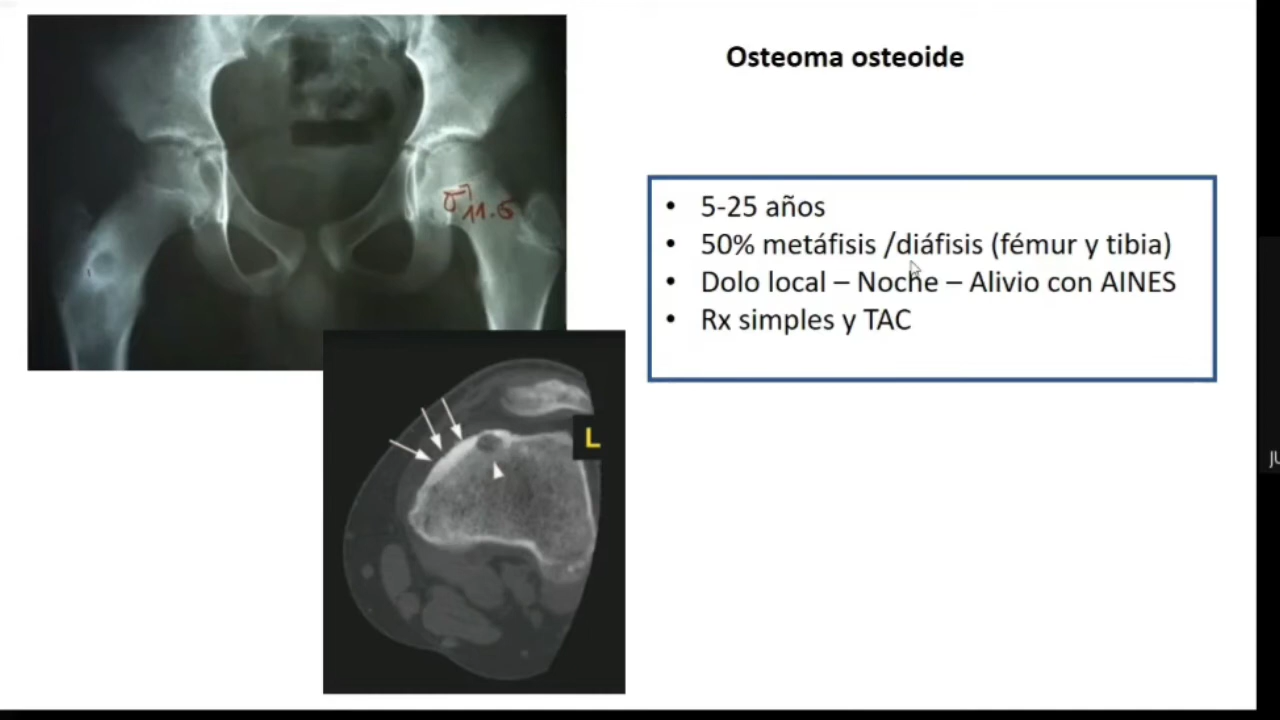 Osteoma osteoide
• 5-25 años
• 50% metáfisis /diáfisis (fémur y tibia)
• Dolo local – Noche – Alivio con AINES
• Rx simples y TAC
L
JU